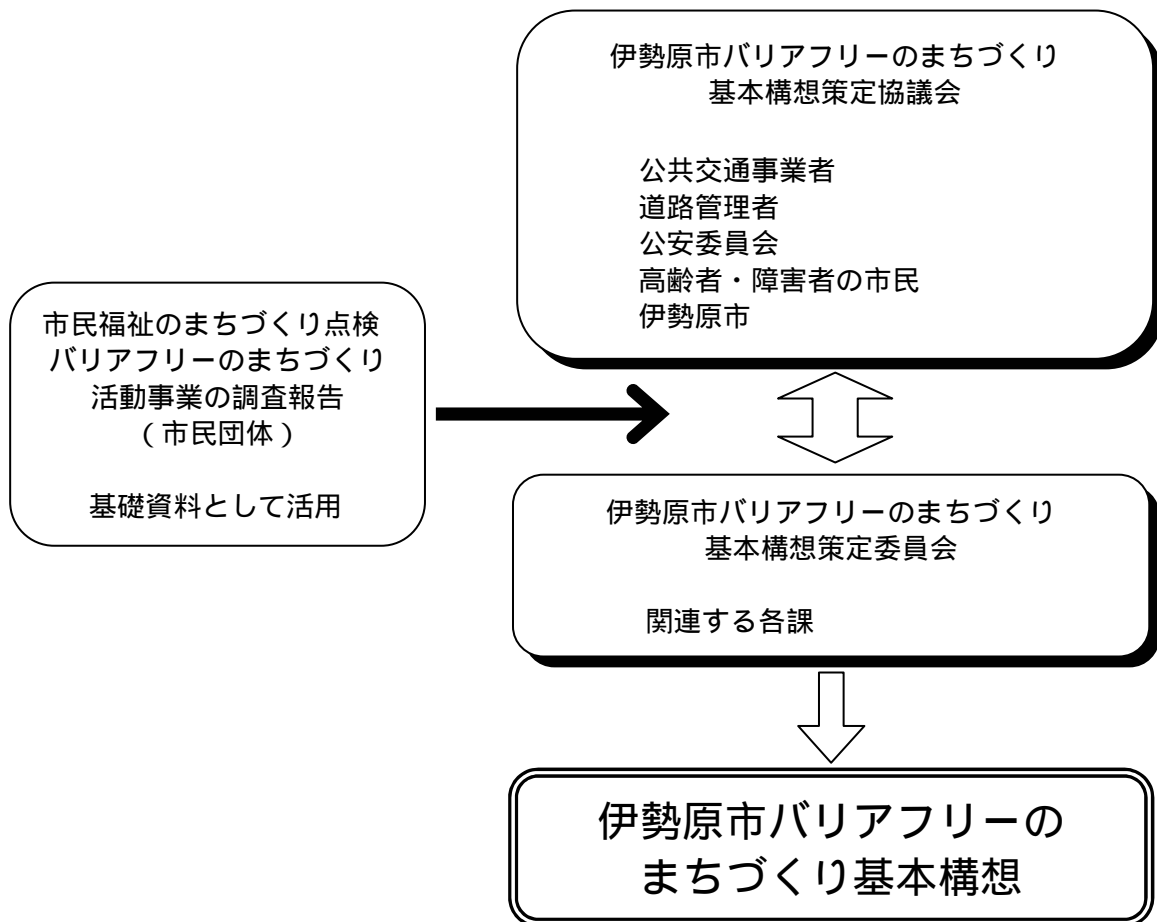 伊勢原市バリアフリーのまちづくり
基本構想策定協議会
公共交通事業者
道路管理者
公安委員会
高齢者・障害者の市民
伊勢原市
市民福祉のまちづくり点検
バリアフリーのまちづくり
活動事業の調査報告
(市民団体)
基礎資料として活用
伊勢原市バリアフリーのまちづくり
基本構想策定委員会
関連する各課
伊勢原市バリアフリーの
まちづくり基本構想